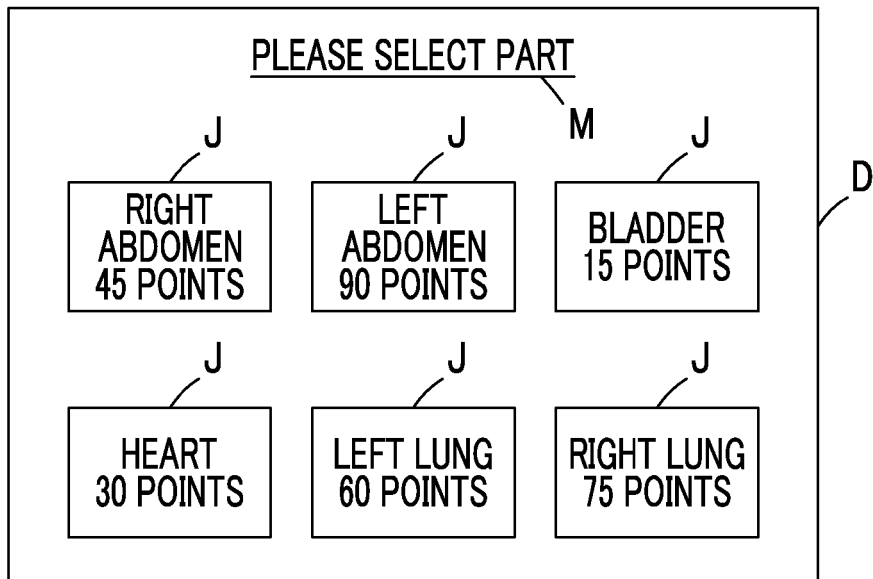 PLEASE SELECT PART
M
D
J
J
J
RIGHT
ABDOMEN
45 POINTS
LEFT
ABDOMEN
90 POINTS
BLADDER
15 POINTS
J
J
J
HEART
30 POINTS
LEFT LUNG
60 POINTS
RIGHT LUNG
75 POINTS